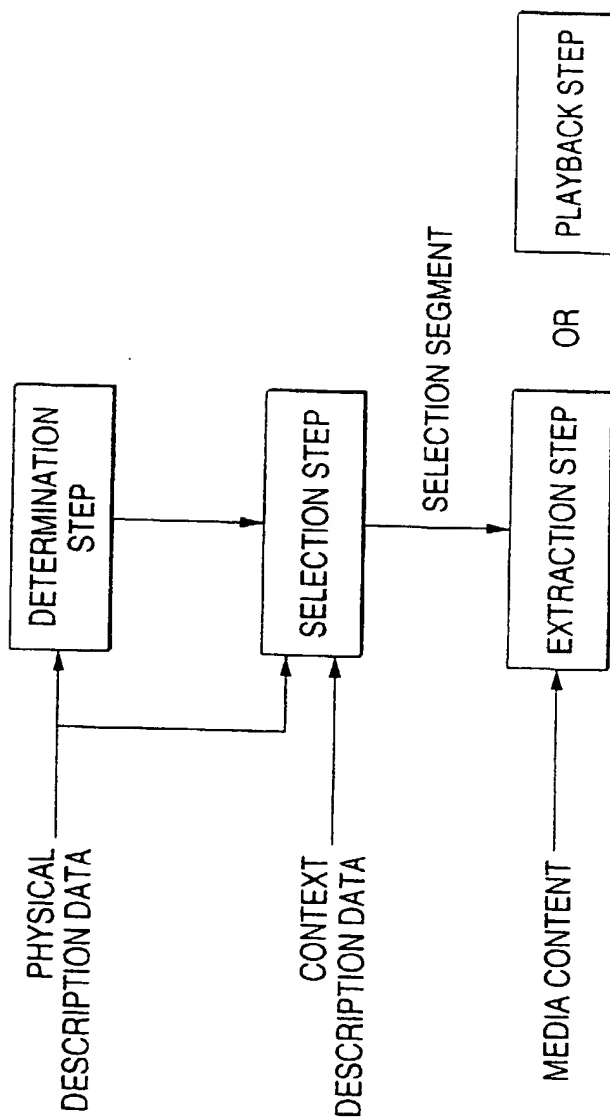 PHYSICAL
DESCRIPTION DATA
DETERMINATION
STEP
CONTEXT
DESCRIPTION DATA
SELECTION STEP
SELECTION SEGMENT
MEDIA CONTENT
EXTRACTION STEP
OR
PLAYBACK STEP